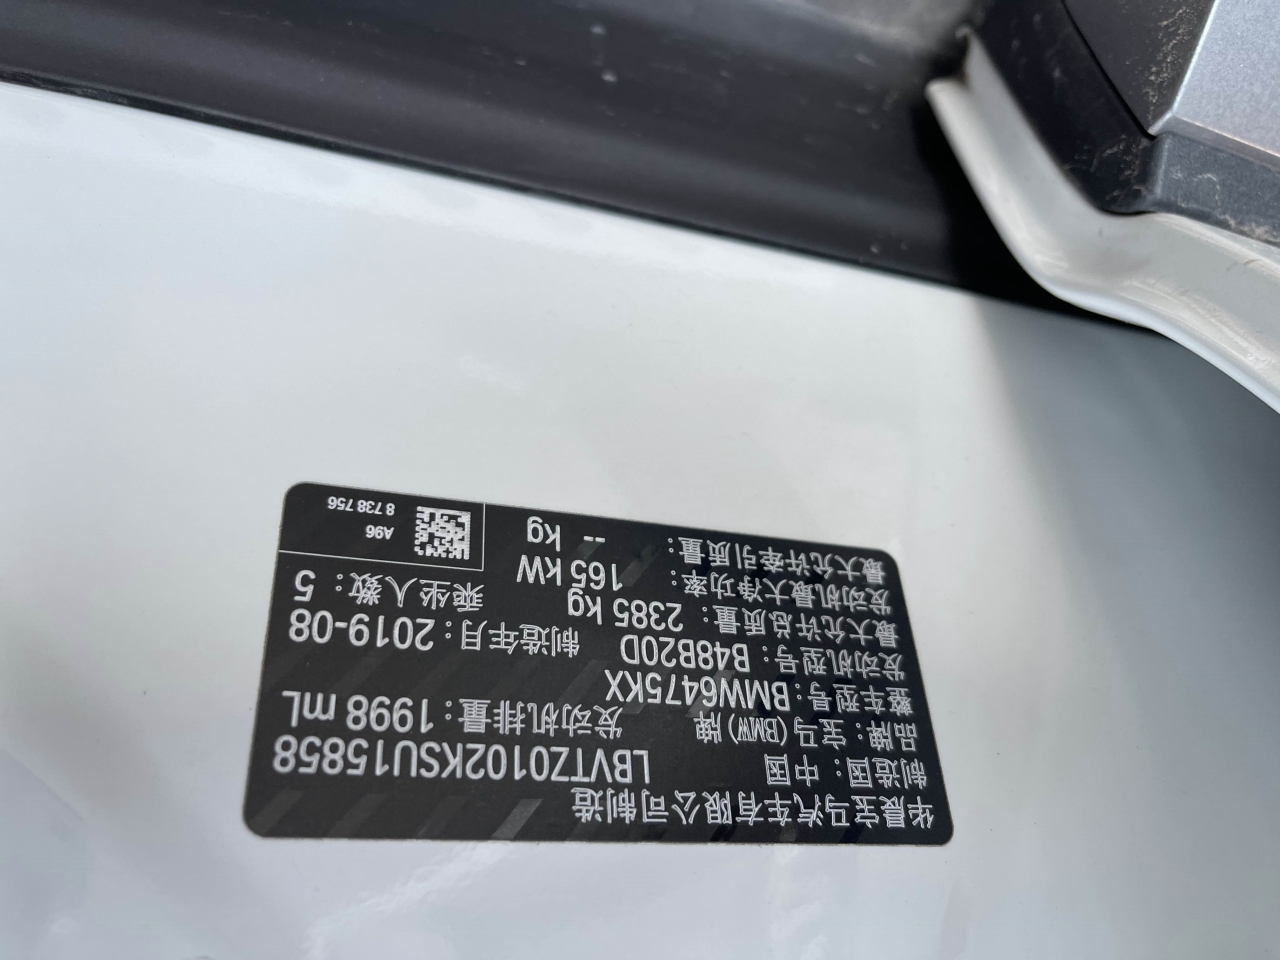 华晨宝马汽车有限公司制造
制造国：中国 LBVTZ0102KSU15858
品牌：宝马(BMW)牌 发动机排量：1998 mL
整车型号：BMW6475KX
发动机型号：B48B20D 制造年月：2019-08
最大允许总质量：2385 kg 乘坐人数：5
发动机最大净功率：165 kW
最大允许牵引质量：-- kg
A96
8 738 756